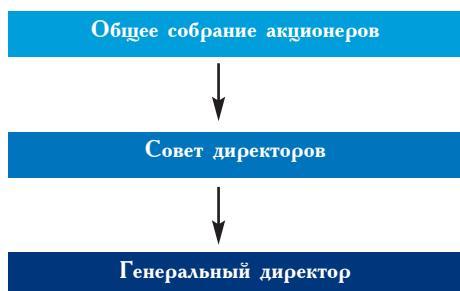 Общее собрание акционеров
Совет директоров
Генеральный директор